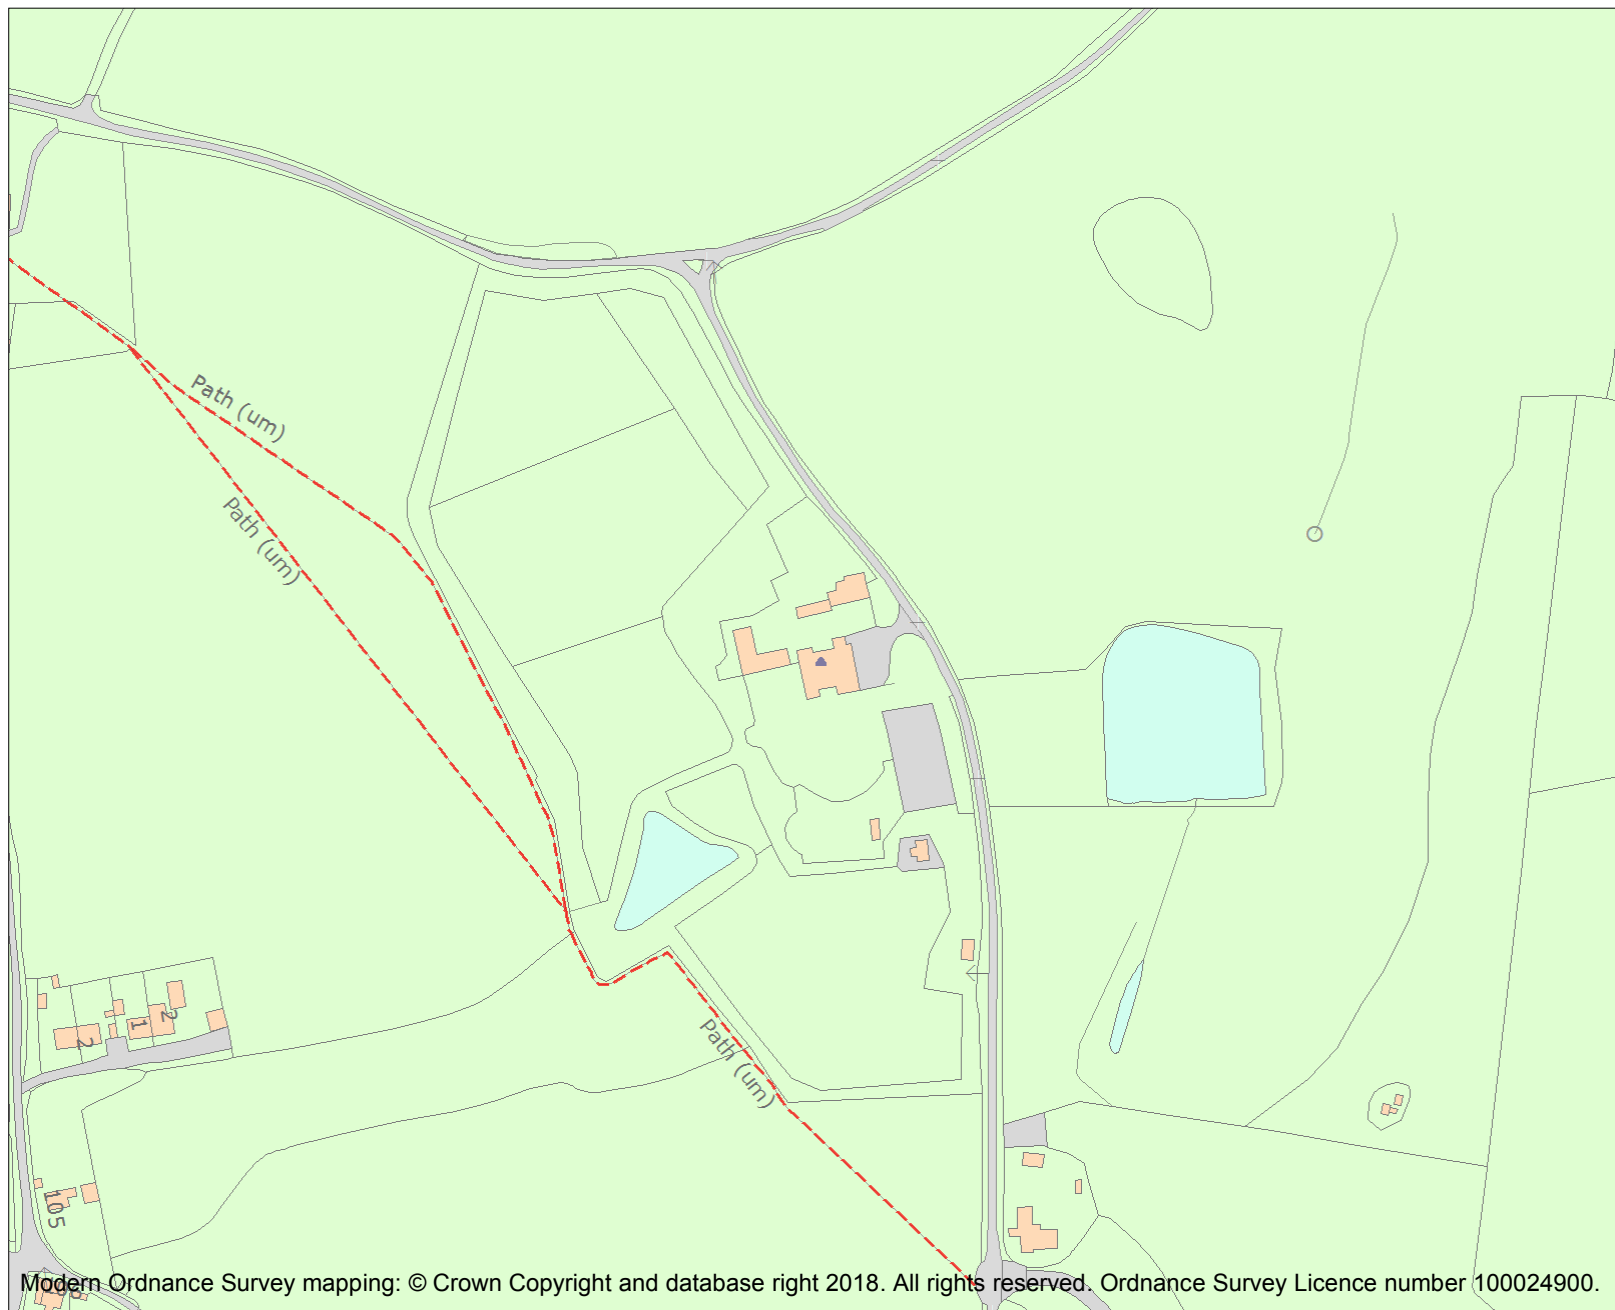 Path (um)
Path (um)
Path (um)
2
1
2
105
Modern Ordnance Survey mapping: © Crown Copyright and database right 2018. All rights reserved. Ordnance Survey Licence number 100024900.